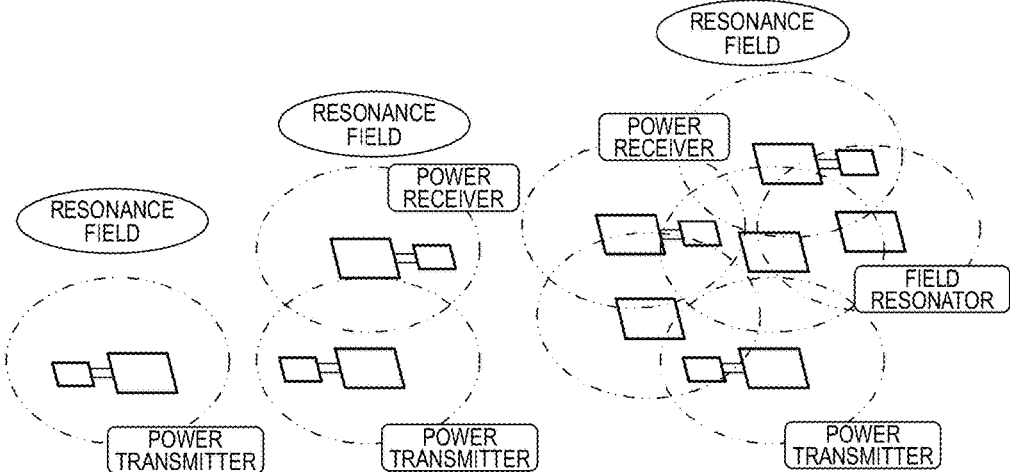 RESONANCE
FIELD
POWER
TRANSMITTER
RESONANCE
FIELD
POWER
RECEIVER
POWER
TRANSMITTER
RESONANCE
FIELD
POWER
RECEIVER
FIELD
RESONATOR
POWER
TRANSMITTER